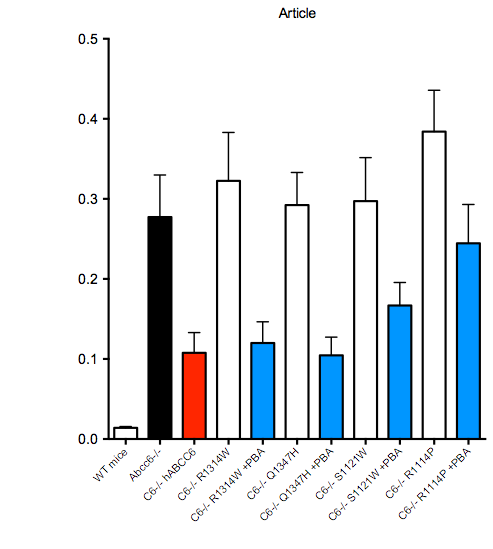 Article
0.5
0.4
0.3
0.2
0.1
0.0
WT mice
Abcc6-/-
C6-/- hABCC6
C6-/- R1314W
C6-/- R1314W +PBA
C6-/- Q1347H
C6-/- Q1347H +PBA
C6-/- S1121W
C6-/- S1121W +PBA
C6-/- R1114P
C6-/- R1114P +PBA